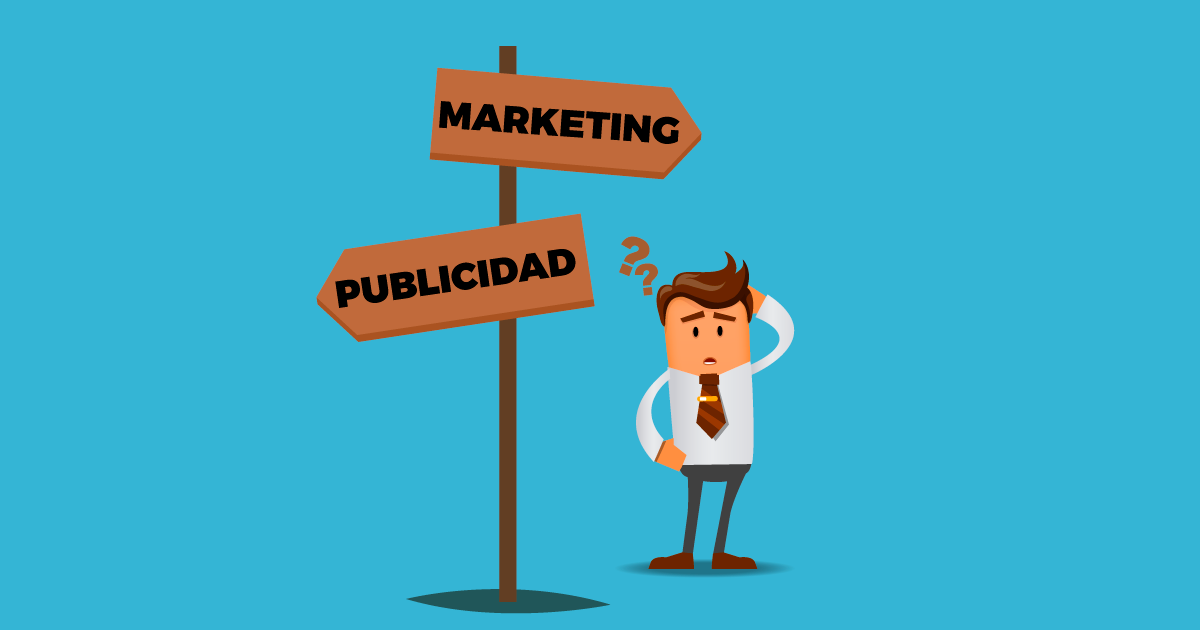 MARKETING
PUBLICIDAD
??